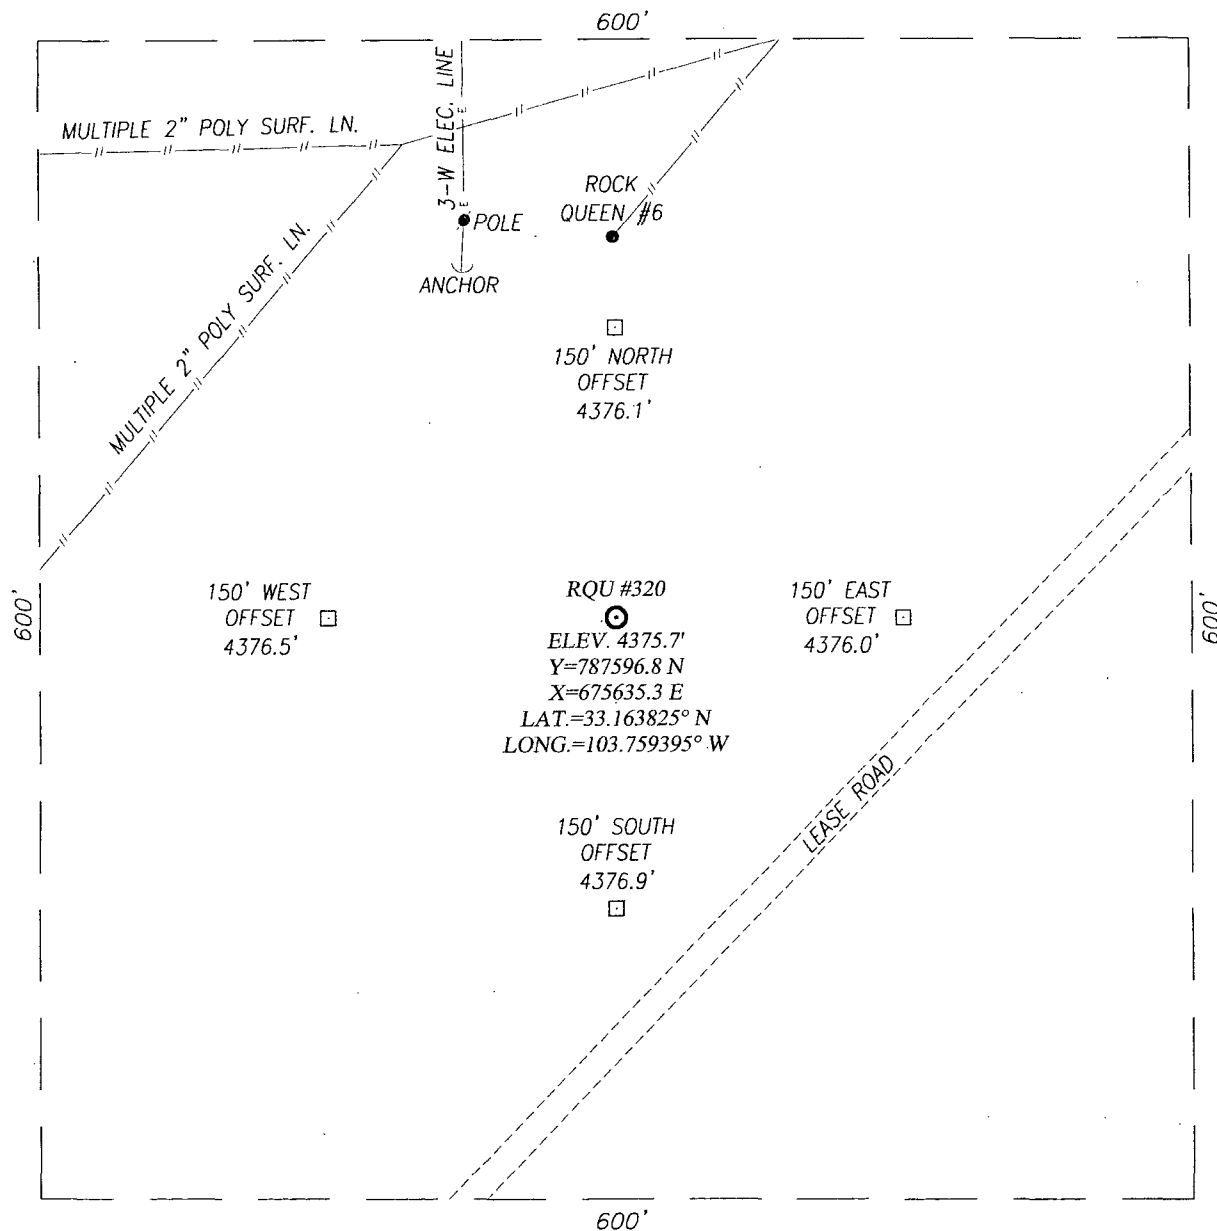 600'
3-W ELEC. LINE
E
E
MULTIPLE 2" POLY SURF. LN.
ROCK
QUEEN #6
POLE
ANCHOR
MULTIPLE 2" POLY SURF. LN.
150' NORTH
OFFSET
4376.1'
600'
150' WEST
OFFSET
4376.5'
RQU #320
ELEV. 4375.7'
Y=787596.8 N
X=675635.3 E
LAT.=33.163825° N
LONG.=103.759395° W
150' EAST
OFFSET
4376.0'
600'
LEASE ROAD
150' SOUTH
OFFSET
4376.9'
600'